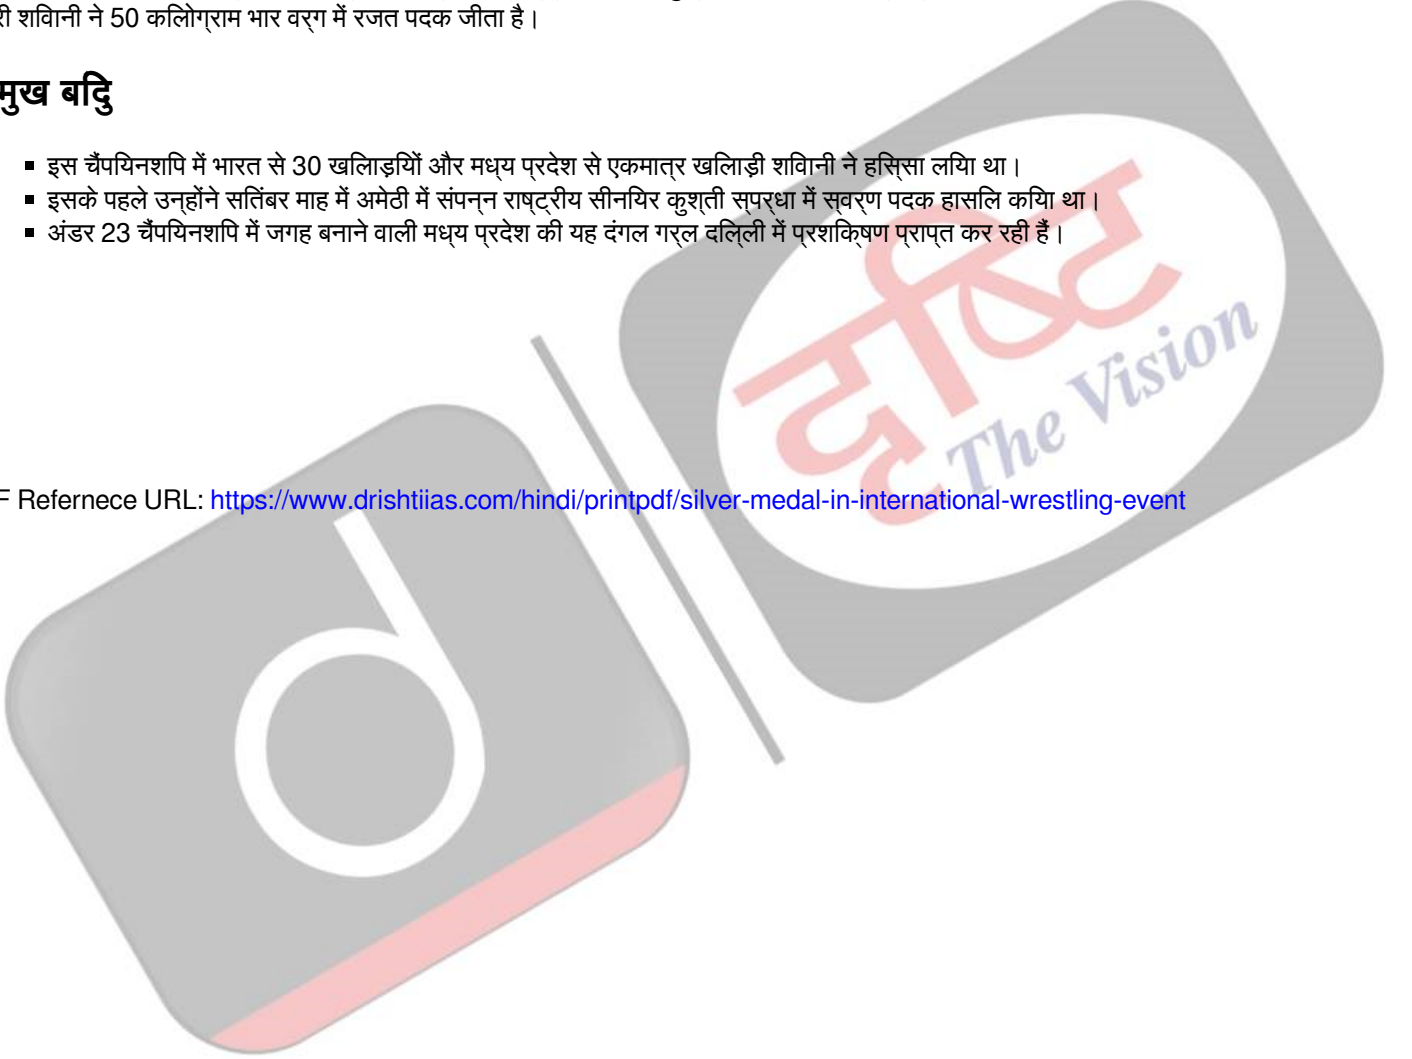 री शिवानी ने 50 किलोग्राम भार वर्ग में रजत पदक जीता है।
मुख बिंदु
इस चैंपियनशिप में भारत से 30 खिलाड़ियों और मध्य प्रदेश से एकमात्र खिलाड़ी शिवानी ने हिस्सा लिया था।
इसके पहले उन्होंने सितंबर माह में अमेठी में संपन्न राष्ट्रीय सीनियर कुश्ती स्पर्धा में स्वर्ण पदक हासिल किया था।
अंडर 23 चैंपियनशिप में जगह बनाने वाली मध्य प्रदेश की यह दंगल गर्ल दिल्ली में प्रशिक्षण प्राप्त कर रही हैं।
दृष्टि
The Vision
F Refernece URL: https://www.drishtiias.com/hindi/printpdf/silver-medal-in-international-wrestling-event
d